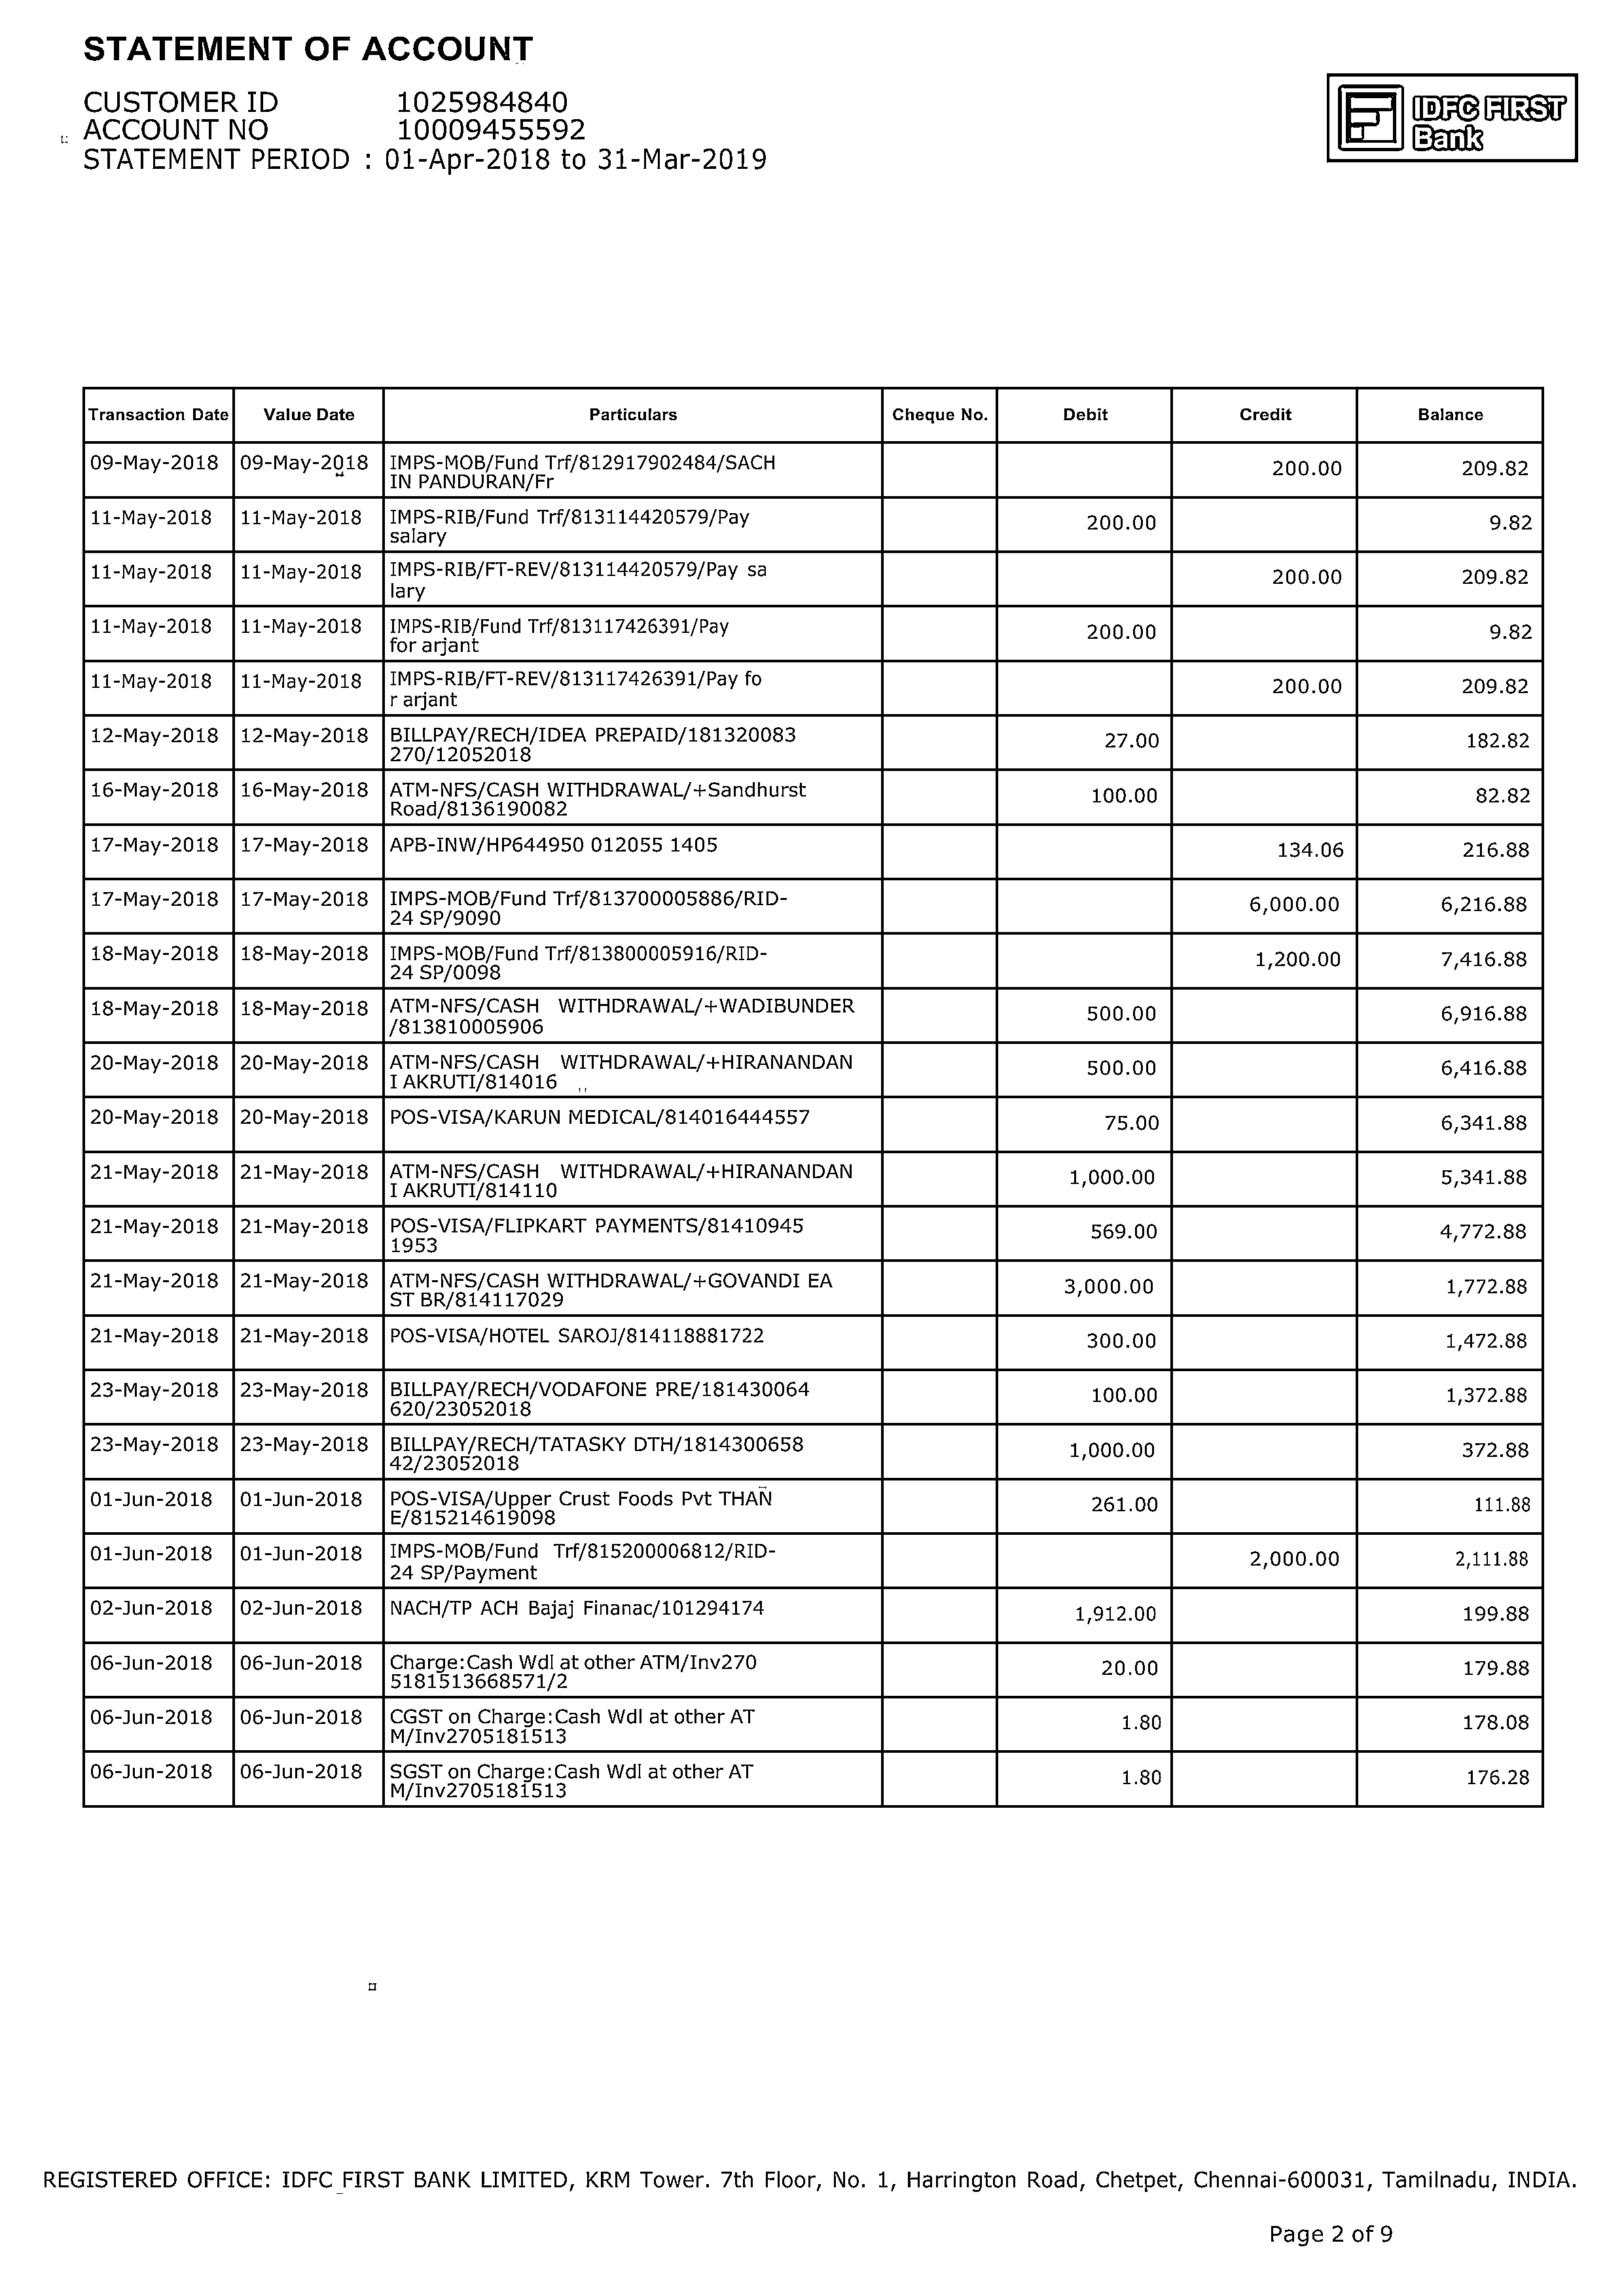 STATEMENT OF ACCOUNT
CUSTOMER ID 1025984840
ACCOUNT NO 10009455592
STATEMENT PERIOD : 01-Apr-2018 to 31-Mar-2019
IDFC FIRST
Bank
Transaction Date Value Date Particulars Cheque No. Debit Credit Balance
09-May-2018 09-May-2018 IMPS-MOB/Fund Trf/812917902484/SACH 200.00 209.82
IN PANDURAN/Fr
11-May-2018 11-May-2018 IMPS-RIB/Fund Trf/813114420579/Pay 200.00 9.82
salary
11-May-2018 11-May-2018 IMPS-RIB/FT-REV/813114420579/Pay sa 200.00 209.82
lary
11-May-2018 11-May-2018 IMPS-RIB/Fund Trf/813117426391/Pay 200.00 9.82
for arjant
11-May-2018 11-May-2018 IMPS-RIB/FT-REV/813117426391/Pay fo 200.00 209.82
r arjant
12-May-2018 12-May-2018 BILLPAY/RECH/IDEA PREPAID/181320083 27.00 182.82
270/12052018
16-May-2018 16-May-2018 ATM-NFS/CASH WITHDRAWAL/+Sandhurst 100.00 82.82
Road/8136190082
17-May-2018 17-May-2018 APB-INW/HP644950 012055 1405 134.06 216.88
17-May-2018 17-May-2018 IMPS-MOB/Fund Trf/813700005886/RID- 6,000.00 6,216.88
24 SP/9090
18-May-2018 18-May-2018 IMPS-MOB/Fund Trf/813800005916/RID- 1,200.00 7,416.88
24 SP/0098
18-May-2018 18-May-2018 ATM-NFS/CASH WITHDRAWAL/+WADIBUNDER 500.00 6,916.88
/813810005906
20-May-2018 20-May-2018 ATM-NFS/CASH WITHDRAWAL/+HIRANANDAN 500.00 6,416.88
I AKRUTI/814016
20-May-2018 20-May-2018 POS-VISA/KARUN MEDICAL/814016444557 75.00 6,341.88
21-May-2018 21-May-2018 ATM-NFS/CASH WITHDRAWAL/+HIRANANDAN 1,000.00 5,341.88
I AKRUTI/814110
21-May-2018 21-May-2018 POS-VISA/FLIPKART PAYMENTS/81410945 569.00 4,772.88
1953
21-May-2018 21-May-2018 ATM-NFS/CASH WITHDRAWAL/+GOVANDI EA 3,000.00 1,772.88
ST BR/814117029
21-May-2018 21-May-2018 POS-VISA/HOTEL SAROJ/814118881722 300.00 1,472.88
23-May-2018 23-May-2018 BILLPAY/RECH/VODAFONE PRE/181430064 100.00 1,372.88
620/23052018
23-May-2018 23-May-2018 BILLPAY/RECH/TATASKY DTH/1814300658 1,000.00 372.88
42/23052018
01-Jun-2018 01-Jun-2018 POS-VISA/Upper Crust Foods Pvt THAN 261.00 111.88
E/815214619098
01-Jun-2018 01-Jun-2018 IMPS-MOB/Fund Trf/815200006812/RID- 2,000.00 2,111.88
24 SP/Payment
02-Jun-2018 02-Jun-2018 NACH/TP ACH Bajaj Finanac/101294174 1,912.00 199.88
06-Jun-2018 06-Jun-2018 Charge:Cash Wdl at other ATM/Inv270 20.00 179.88
5181513668571/2
06-Jun-2018 06-Jun-2018 CGST on Charge:Cash Wdl at other AT 1.80 178.08
M/Inv2705181513
06-Jun-2018 06-Jun-2018 SGST on Charge:Cash Wdl at other AT 1.80 176.28
M/Inv2705181513
REGISTERED OFFICE: IDFC FIRST BANK LIMITED, KRM Tower. 7th Floor, No. 1, Harrington Road, Chetpet, Chennai-600031, Tamilnadu, INDIA.
Page 2 of 9